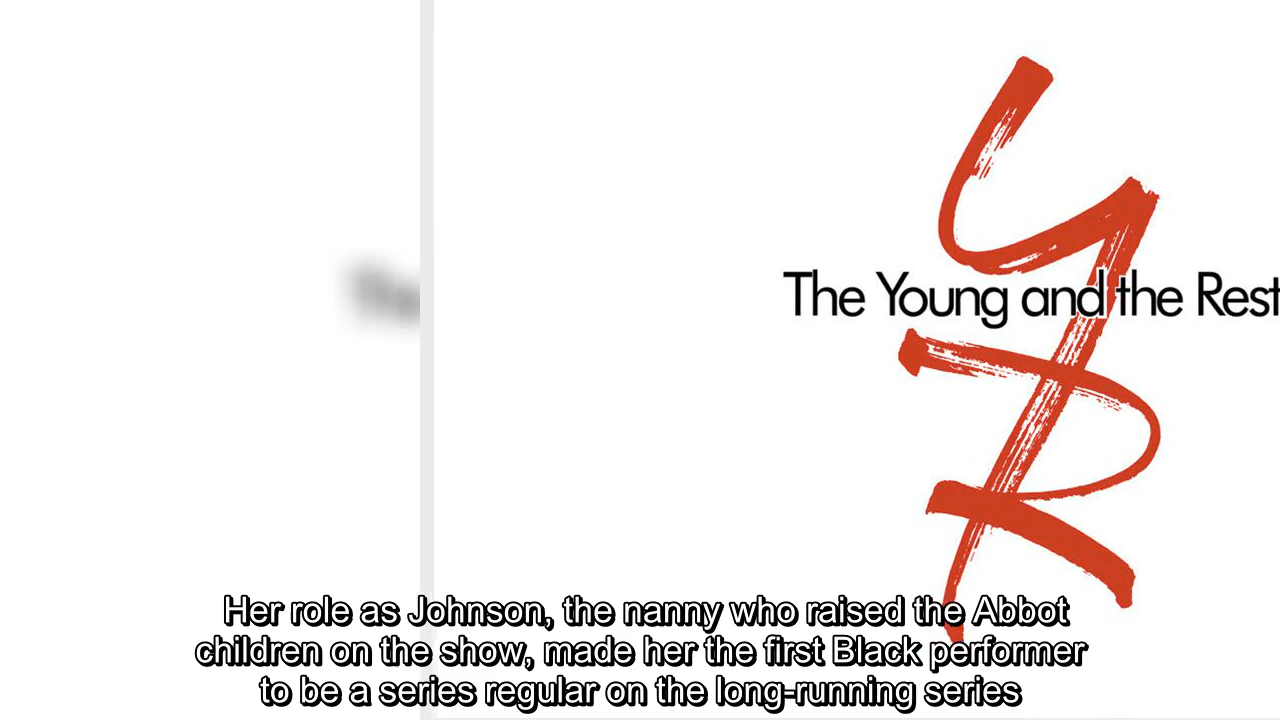 The Young and the Rest
Her role as Johnson, the nanny who raised the Abbot
children on the show, made her the first Black performer
to be a series regular on the long-running series